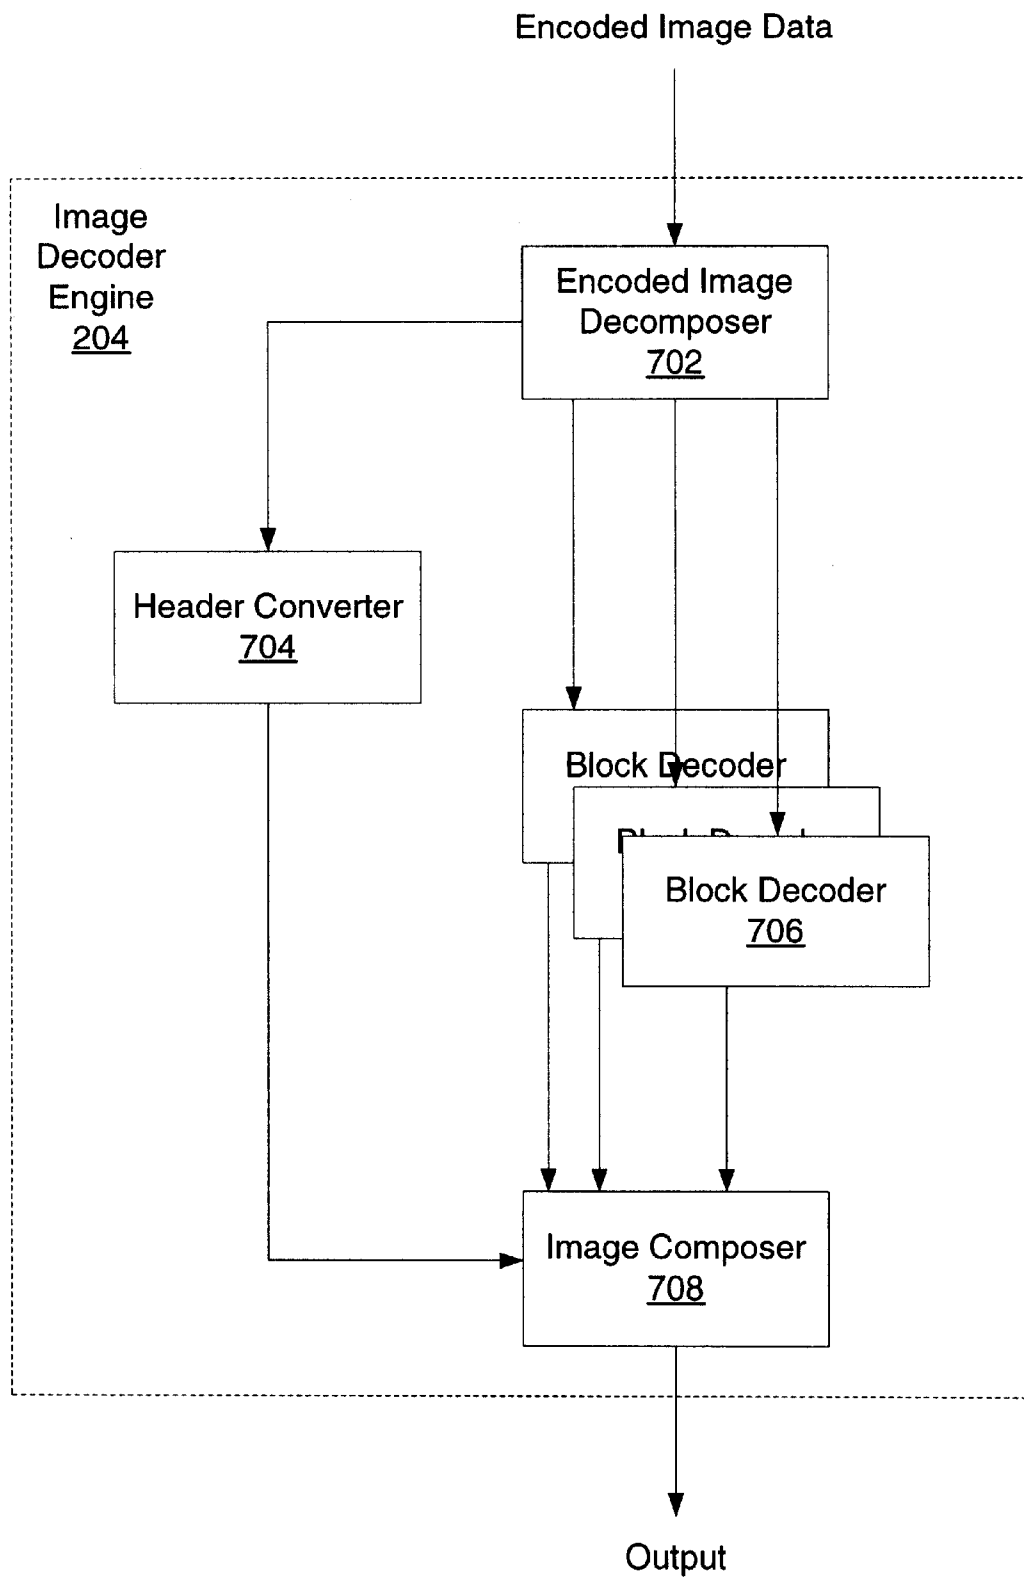 Encoded Image Data
Image
Decoder
Engine
204
Encoded Image
Decomposer
702
Header Converter
704
Block Decoder
Block Decoder
706
Image Composer
708
Output